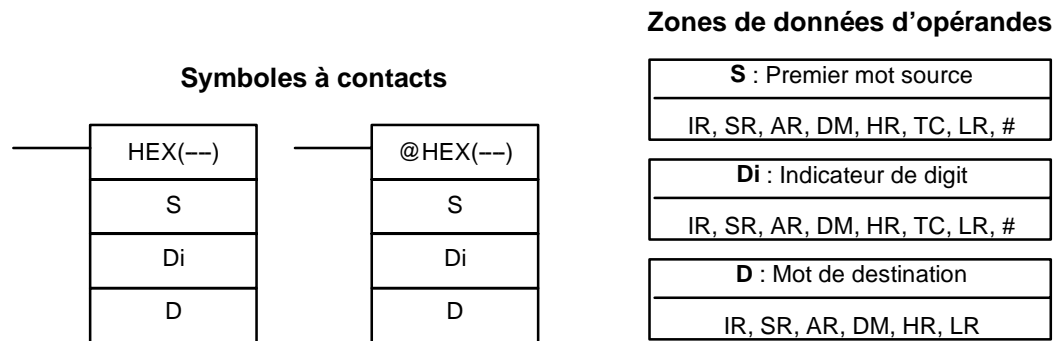 Zones de données d’opérandes
Symboles à contacts
HEX(––)
S
Di
D
@HEX(––)
S
Di
D
S : Premier mot source
IR, SR, AR, DM, HR, TC, LR, #
Di : Indicateur de digit
IR, SR, AR, DM, HR, TC, LR, #
D : Mot de destination
IR, SR, AR, DM, HR, LR